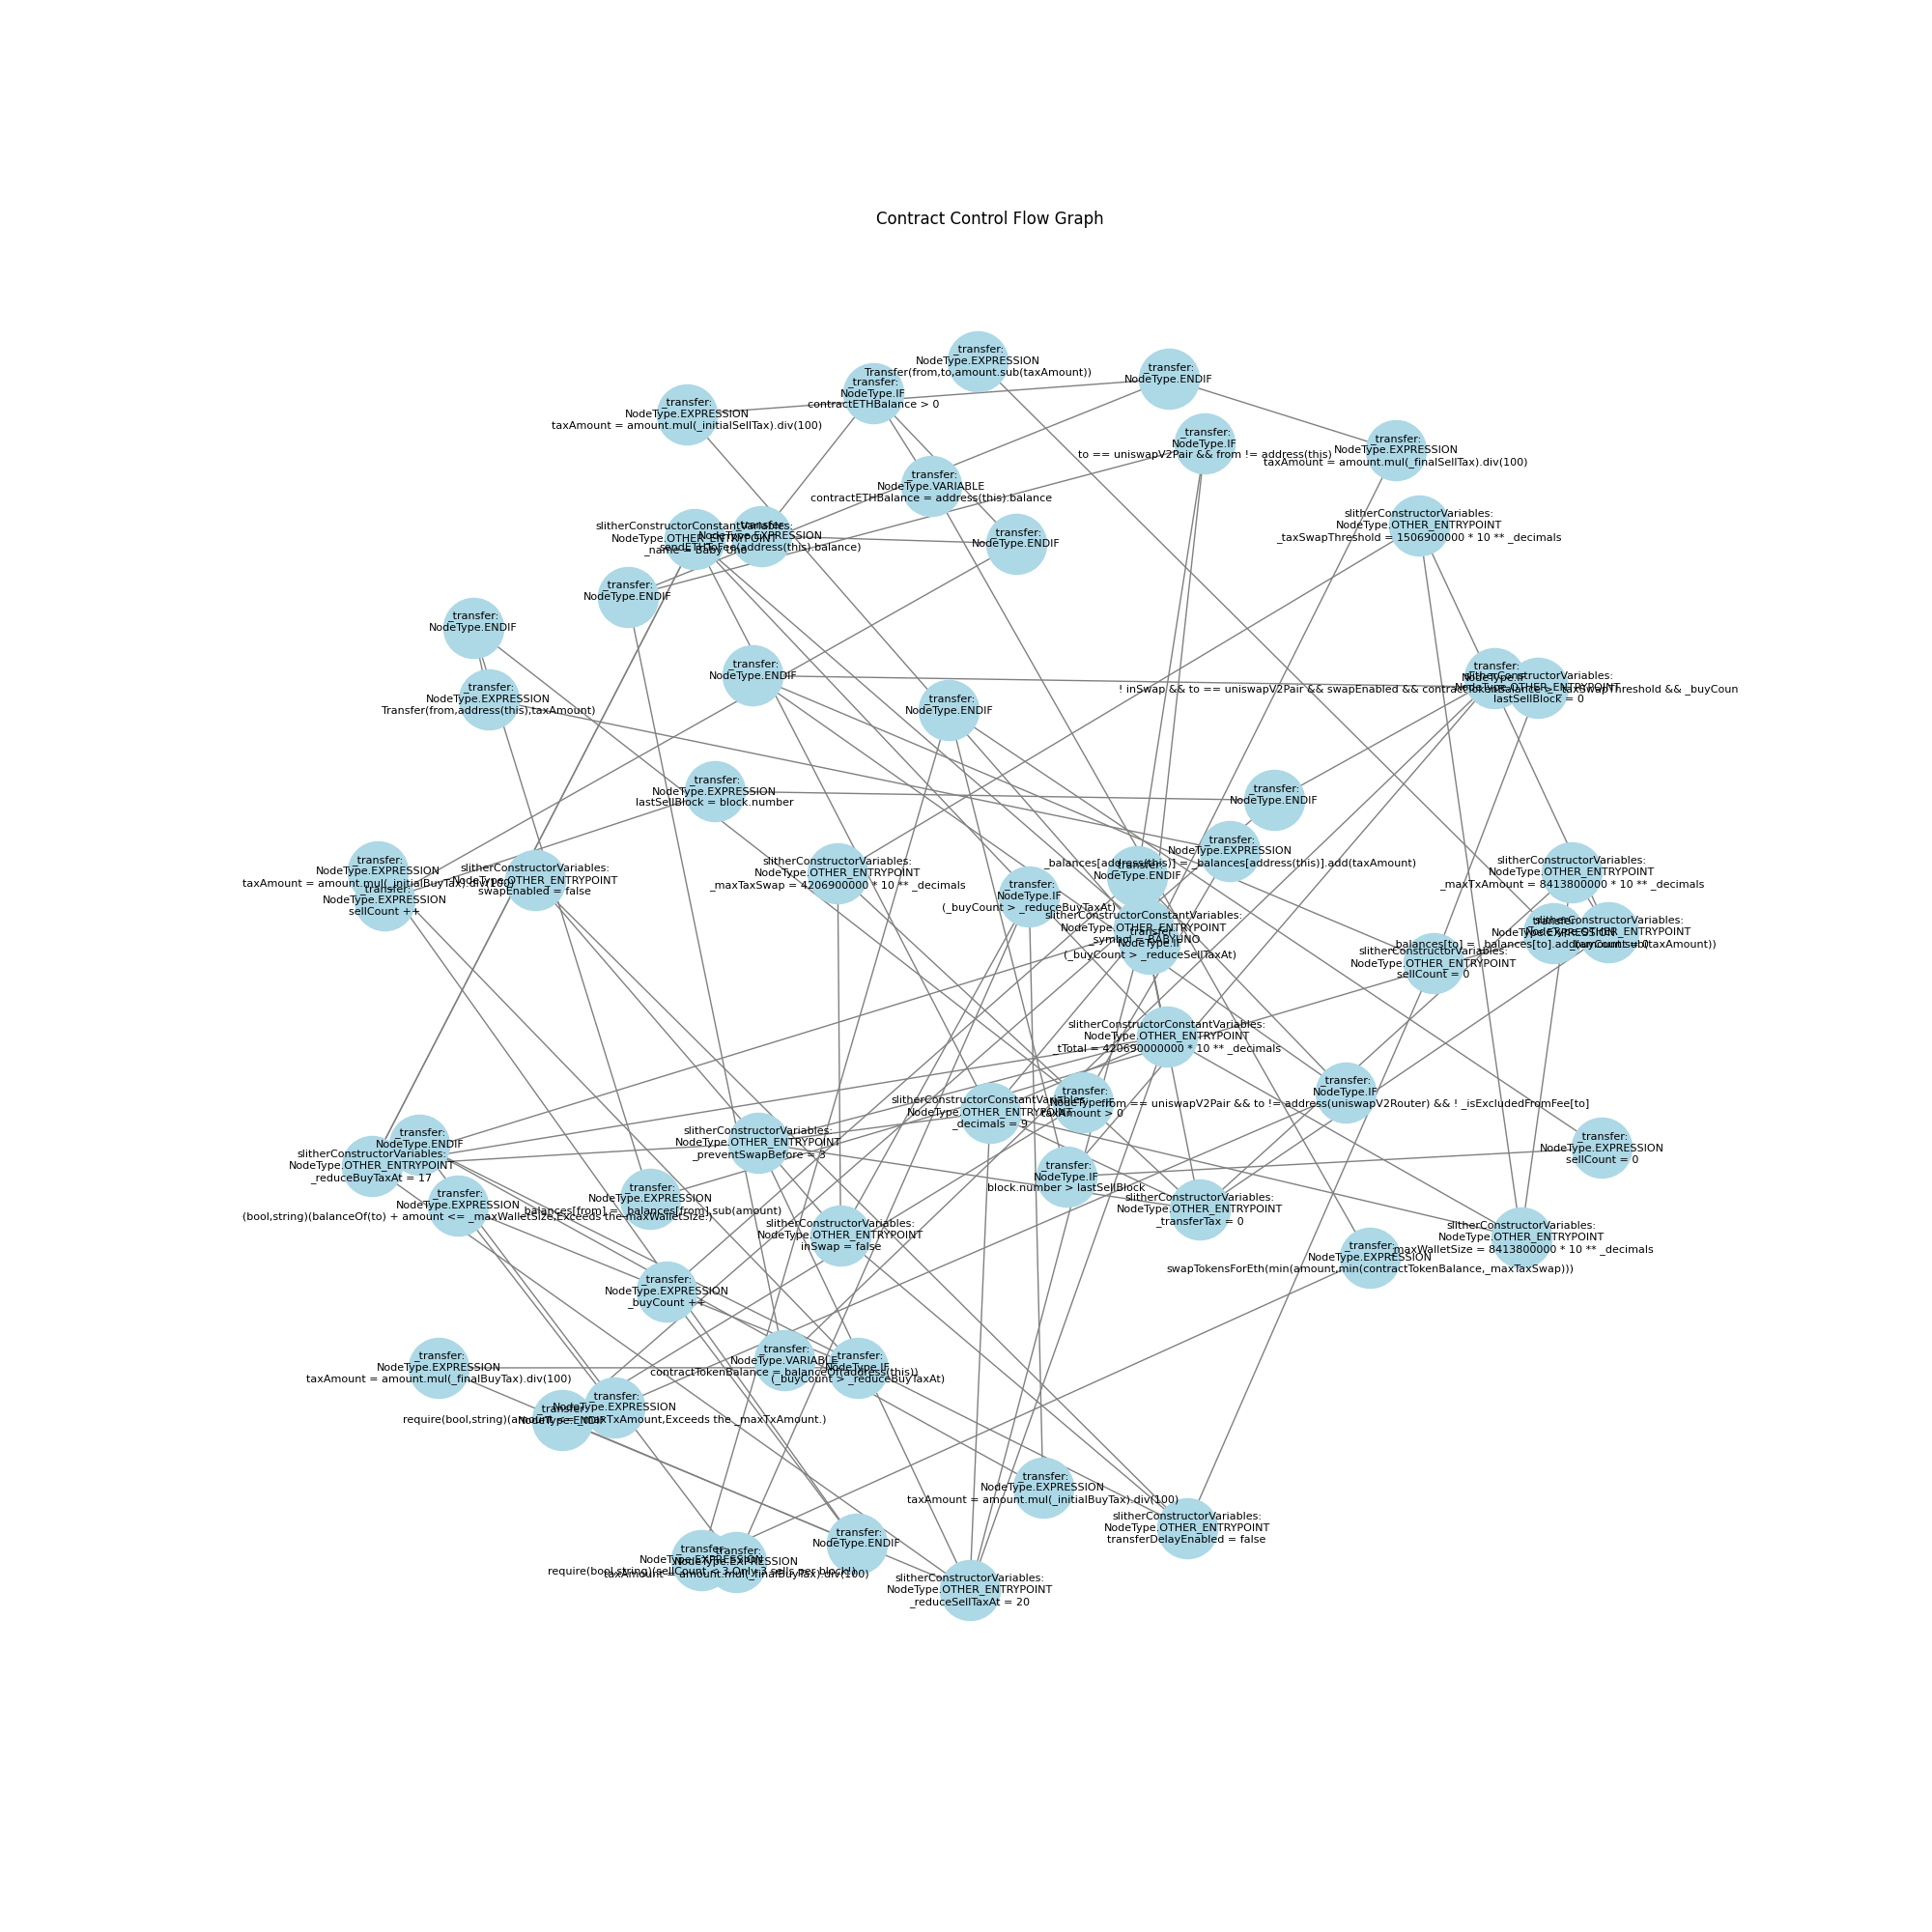 Contract Control Flow Graph
_transfer:
NodeType.EXPRESSION
Transfer(from,to,amount.sub(taxAmount))
_transfer:
NodeType.ENDIF
_transfer:
NodeType.IF
contractETHBalance > 0
_transfer:
NodeType.EXPRESSION
taxAmount = amount.mul(_initialSellTax).div(100)
_transfer:
NodeType.IF
to == uniswapV2Pair && from != address(this)
_transfer:
NodeType.EXPRESSION
taxAmount = amount.mul(_finalSellTax).div(100)
_transfer:
NodeType.VARIABLE
contractETHBalance = address(this).balance
slitherConstructorVariables:
NodeType.OTHER_ENTRYPOINT
_taxSwapThreshold = 1506900000 * 10 ** _decimals
slitherConstructorConstantVariables:
NodeType.OTHER_ENTRYPOINT
_name = Baby Uno
_transfer:
NodeType.EXPRESSION
sendETHToFee(address(this).balance)
_transfer:
NodeType.ENDIF
_transfer:
NodeType.ENDIF
_transfer:
NodeType.ENDIF
_transfer:
NodeType.ENDIF
_transfer:
NodeType.IF
! inSwap && to == uniswapV2Pair && swapEnabled && contractTokenBalance > _taxSwapThreshold && _buyCoun
slitherConstructorVariables:
NodeType.OTHER_ENTRYPOINT
lastSellBlock = 0
_transfer:
NodeType.EXPRESSION
Transfer(from,address(this),taxAmount)
_transfer:
NodeType.ENDIF
_transfer:
NodeType.EXPRESSION
lastSellBlock = block.number
_transfer:
NodeType.ENDIF
_transfer:
NodeType.EXPRESSION
_balances[address(this)] = _balances[address(this)].add(taxAmount)
_transfer:
NodeType.EXPRESSION
taxAmount = amount.mul(_initialBuyTax).div(100)
_transfer:
NodeType.EXPRESSION
sellCount ++
slitherConstructorVariables:
NodeType.OTHER_ENTRYPOINT
swapEnabled = false
slitherConstructorVariables:
NodeType.OTHER_ENTRYPOINT
_maxTaxSwap = 4206900000 * 10 ** _decimals
_transfer:
NodeType.ENDIF
slitherConstructorVariables:
NodeType.OTHER_ENTRYPOINT
_maxTxAmount = 8413800000 * 10 ** _decimals
_transfer:
NodeType.IF
(_buyCount > _reduceBuyTaxAt)
slitherConstructorConstantVariables:
NodeType.OTHER_ENTRYPOINT
_symbol = BABYUNO
_transfer:
NodeType.IF
(_buyCount > _reduceSellTaxAt)
_transfer:
NodeType.EXPRESSION
_balances[to] = _balances[to].add(amount.sub(taxAmount))
slitherConstructorVariables:
NodeType.OTHER_ENTRYPOINT
_buyCount = 0
slitherConstructorVariables:
NodeType.OTHER_ENTRYPOINT
sellCount = 0
slitherConstructorConstantVariables:
NodeType.OTHER_ENTRYPOINT
_tTotal = 420690000000 * 10 ** _decimals
slitherConstructorConstantVariables:
NodeType.OTHER_ENTRYPOINT
_decimals = 9
_transfer:
NodeType.IF
taxAmount > 0
_transfer:
NodeType.IF
from == uniswapV2Pair && to != address(uniswapV2Router) && ! _isExcludedFromFee[to]
_transfer:
NodeType.ENDIF
slitherConstructorVariables:
NodeType.OTHER_ENTRYPOINT
_reduceBuyTaxAt = 17
slitherConstructorVariables:
NodeType.OTHER_ENTRYPOINT
_preventSwapBefore = 3
_transfer:
NodeType.EXPRESSION
sellCount = 0
_transfer:
NodeType.IF
block.number > lastSellBlock
_transfer:
NodeType.EXPRESSION
(bool,string)(balanceOf(to) + amount <= _maxWalletSize,Exceeds the maxWalletSize.)
_transfer:
NodeType.EXPRESSION
_balances[from] = _balances[from].sub(amount)
slitherConstructorVariables:
NodeType.OTHER_ENTRYPOINT
_transferTax = 0
slitherConstructorVariables:
NodeType.OTHER_ENTRYPOINT
inSwap = false
slitherConstructorVariables:
NodeType.OTHER_ENTRYPOINT
_maxWalletSize = 8413800000 * 10 ** _decimals
_transfer:
NodeType.EXPRESSION
swapTokensForEth(min(amount,min(contractTokenBalance,_maxTaxSwap)))
_transfer:
NodeType.EXPRESSION
_buyCount ++
_transfer:
NodeType.VARIABLE
contractTokenBalance = balanceOf(address(this))
_transfer:
NodeType.IF
(_buyCount > _reduceBuyTaxAt)
_transfer:
NodeType.EXPRESSION
taxAmount = amount.mul(_finalBuyTax).div(100)
_transfer:
NodeType.EXPRESSION
require(bool,string)(amount <= _maxTxAmount,Exceeds the _maxTxAmount.)
_transfer:
NodeType.ENDIF
_transfer:
NodeType.EXPRESSION
taxAmount = amount.mul(_initialBuyTax).div(100)
slitherConstructorVariables:
NodeType.OTHER_ENTRYPOINT
transferDelayEnabled = false
_transfer:
NodeType.ENDIF
_transfer:
NodeType.EXPRESSION
require(bool,string)(sellCount < 3,Only 3 sells per block!)
_transfer:
NodeType.EXPRESSION
taxAmount = amount.mul(_finalBuyTax).div(100)
slitherConstructorVariables:
NodeType.OTHER_ENTRYPOINT
_reduceSellTaxAt = 20